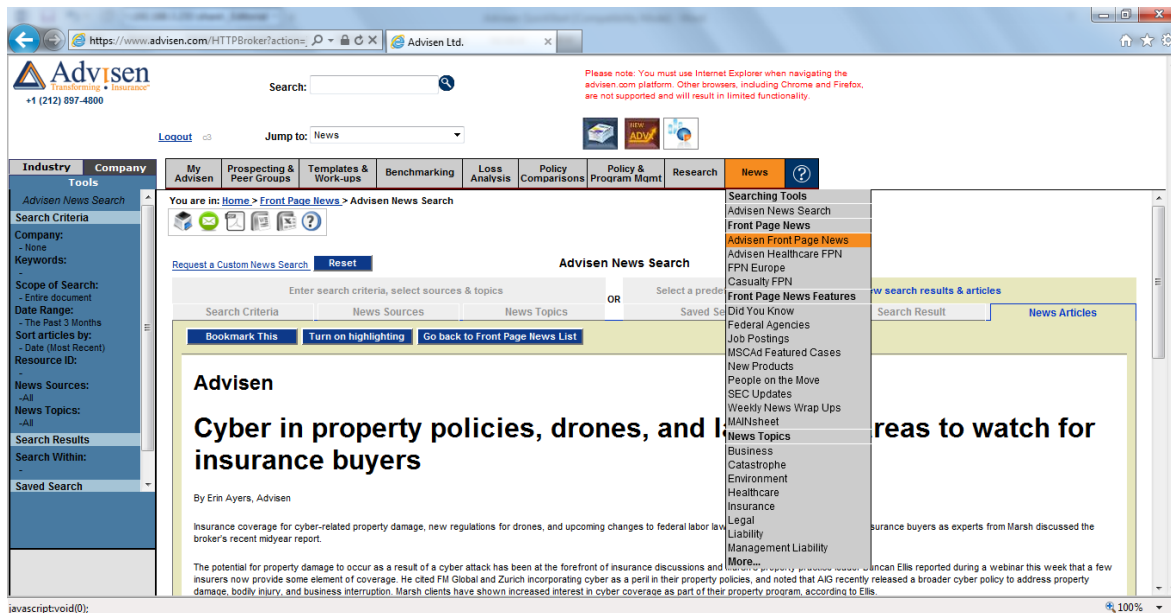 https://www.advisen.com/HTTPBroker?action=
Advisen Ltd.
Advisen
Transforming • Insurance
+1 (212) 897-4800
Search:
Please note: You must use Internet Explorer when navigating the
advisen.com platform. Other browsers, including Chrome and Firefox,
are not supported and will result in limited functionality.
Logout
Jump to: News
NEW
ADV
Industry Company
Tools
My Advisen
Prospecting & Peer Groups
Templates & Work-ups
Benchmarking
Loss Analysis
Policy Comparisons
Policy & Program Mgmt
Research
News
?
Advisen News Search
Search Criteria
Company:
- None
Keywords:
-
Scope of Search:
- Entire document
Date Range:
- The Past 3 Months
Sort articles by:
- Date (Most Recent)
Resource ID:
-
News Sources:
-All
News Topics:
-All
Search Results
Search Within:
-
Saved Search
You are in: Home > Front Page News > Advisen News Search
Request a Custom News Search
Reset
Advisen News Search
Enter search criteria, select sources & topics
OR
Select a prede
w search results & articles
Search Criteria
News Sources
News Topics
Saved Se
Search Result
News Articles
Bookmark This
Turn on highlighting
Go back to Front Page News List
Searching Tools
Advisen News Search
Front Page News
Advisen Front Page News
Advisen Healthcare FPN
FPN Europe
Casualty FPN
Front Page News Features
Did You Know
Federal Agencies
Job Postings
MSCAd Featured Cases
New Products
People on the Move
SEC Updates
Weekly News Wrap Ups
MAINsheet
News Topics
Business
Catastrophe
Environment
Healthcare
Insurance
Legal
Liability
Management Liability
More...
Advisen
Cyber in property policies, drones, and la reas to watch for
insurance buyers
By Erin Ayers, Advisen
Insurance coverage for cyber-related property damage, new regulations for drones, and upcoming changes to federal labor law surance buyers as experts from Marsh discussed the
broker's recent midyear report.
The potential for property damage to occur as a result of a cyber attack has been at the forefront of insurance discussions and Duncan Ellis reported during a webinar this week that a few
insurers now provide some element of coverage. He cited FM Global and Zurich incorporating cyber as a peril in their property policies, and noted that AIG recently released a broader cyber policy to address property
damage, bodily injury, and business interruption. Marsh clients have shown increased interest in cyber coverage as part of their property program, according to Ellis.
javascript:void(0);
100%